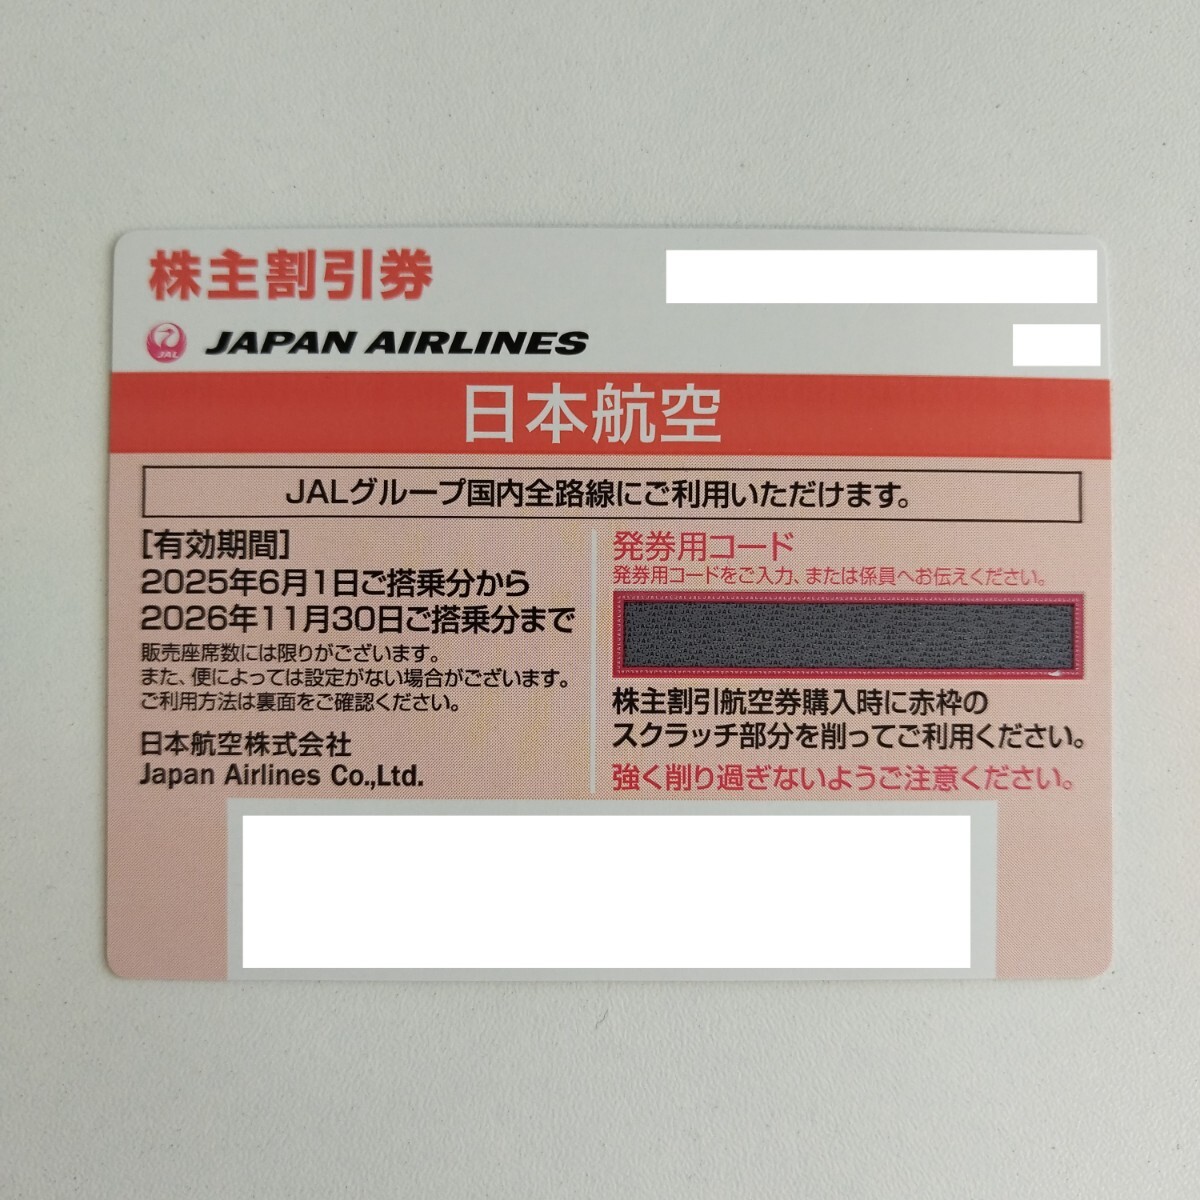 株主割引券
JAL
JAPAN AIRLINES
日本航空
JALグループ国内全路線にご利用いただけます。
[有効期間]
2025年6月1日ご搭乗分から
2026年11月30日ご搭乗分まで
販売座席数には限りがございます。
また、便によっては設定がない場合がございます。
ご利用方法は裏面をご確認ください。
日本航空株式会社
Japan Airlines Co.,Ltd.
発券用コード
発券用コードをご入力、または係員へお伝えください。
株主割引航空券購入時に赤枠の
スクラッチ部分を削ってご利用ください。
強く削り過ぎないようご注意ください。